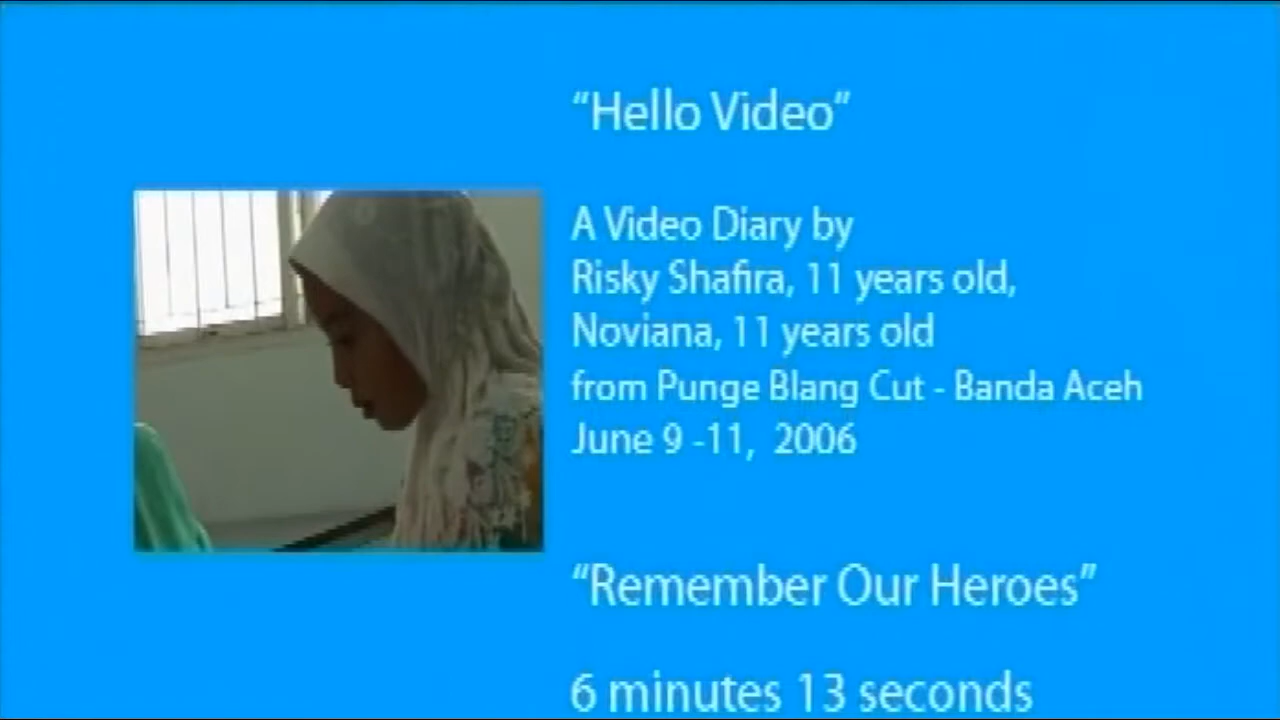 “Hello Video“
A Video Diary by
Risky Shafira, 11 years old,
Noviana, 11 years old
from Punge Blang Cut - Banda Aceh
June 9 -11,  2006
“Remember Our Heroes”
6 minutes 13 seconds